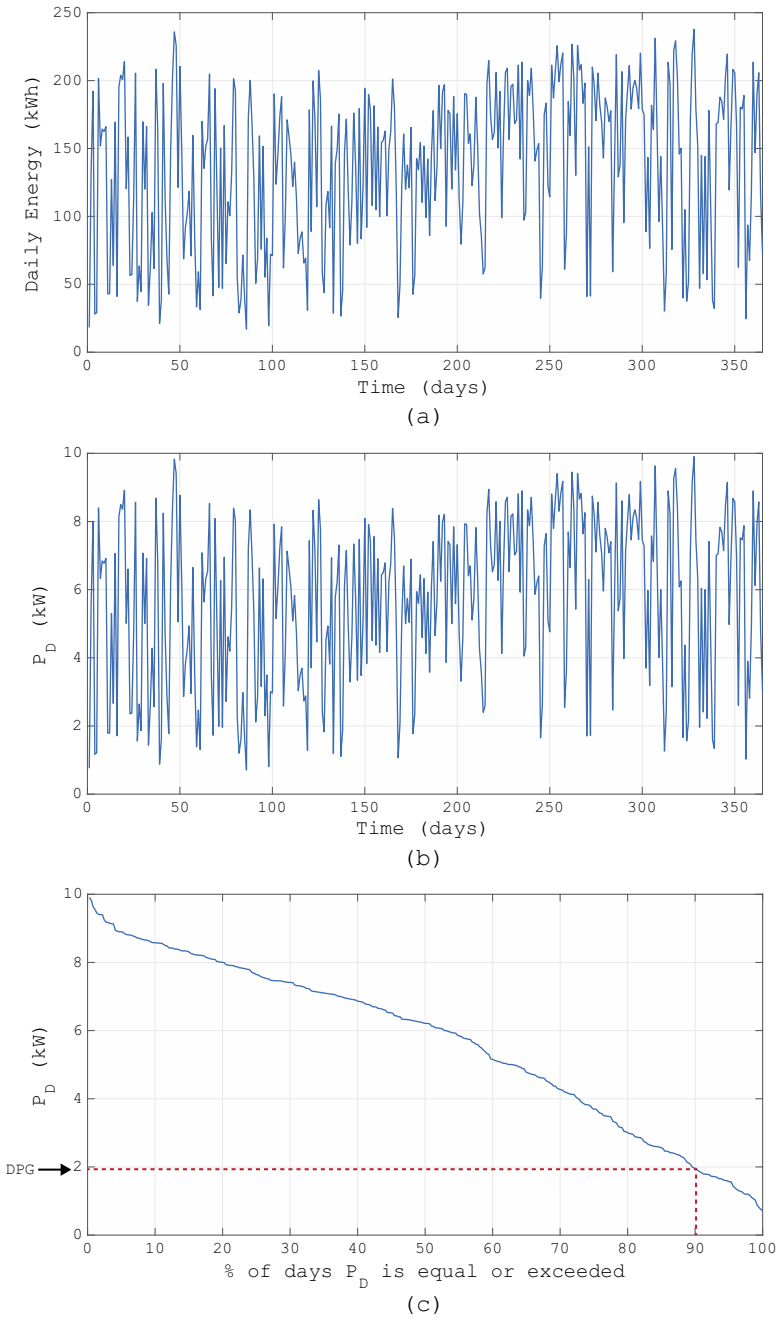 250
200
150
100
50
0
Daily Energy (kWh)
0 50 100 150 200 250 300 350
Time (days)
(a)
10
8
6
4
2
0
P_D (kW)
0 50 100 150 200 250 300 350
Time (days)
(b)
10
8
6
4
2
0
P_D (kW)
DPG
0 10 20 30 40 50 60 70 80 90 100
% of days P_D is equal or exceeded
(c)